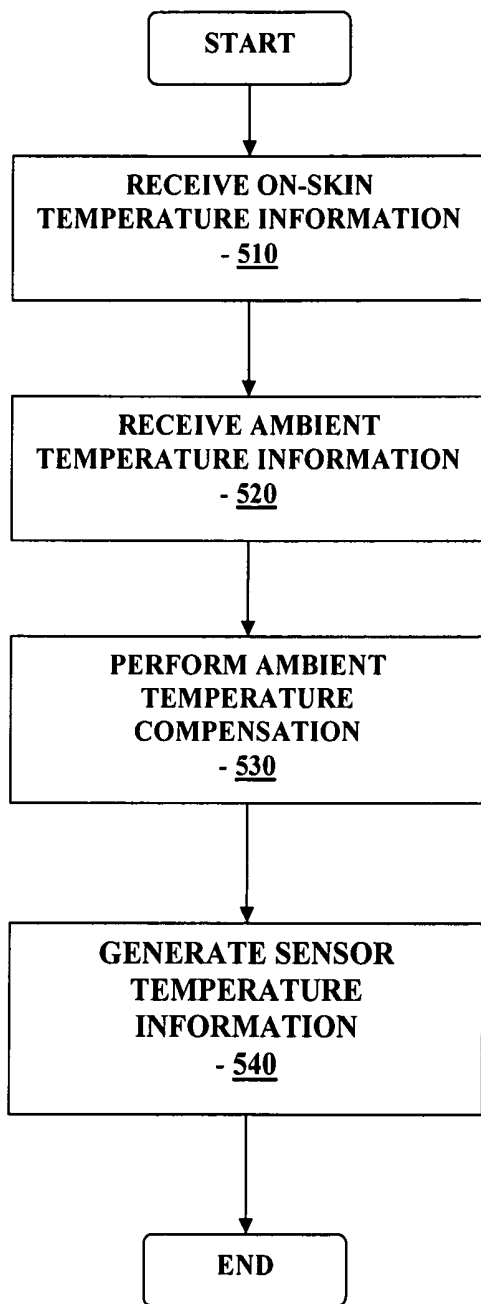 START
RECEIVE ON-SKIN
TEMPERATURE INFORMATION
- 510
RECEIVE AMBIENT
TEMPERATURE INFORMATION
- 520
PERFORM AMBIENT
TEMPERATURE
COMPENSATION
- 530
GENERATE SENSOR
TEMPERATURE
INFORMATION
- 540
END